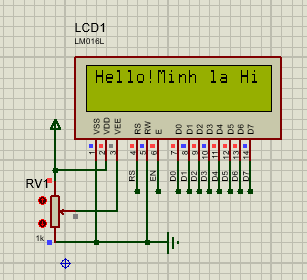 LCD1
LM016L
Hello!Minh la Hi
VSS VDD VEE RS RW E D0 D1 D2 D3 D4 D5 D6 D7
1 2 3 4 5 6 7 8 9 10 11 12 13 14
RS EN D0 D1 D2 D3 D4 D5 D6 D7
RV1
1k